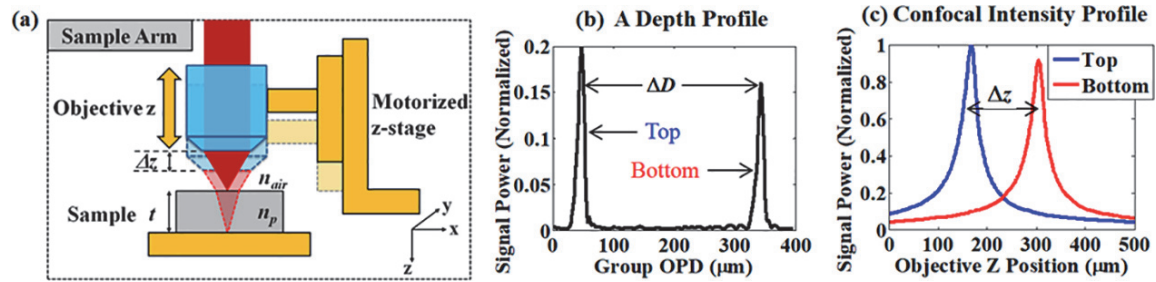 (a)
Sample Arm
Objective z
Motorized
z-stage
Δz
n_air
Sample
t
n_p
y
x
z
(b) A Depth Profile
Signal Power (Normalized)
0.2
0.15
0.1
0.05
0
ΔD
Top
Bottom
0 100 200 300 400
Group OPD (μm)
(c) Confocal Intensity Profile
Signal Power (Normalized)
1
0.8
0.6
0.4
0.2
0
Top
Bottom
Δz
0 100 200 300 400 500
Objective Z Position (μm)